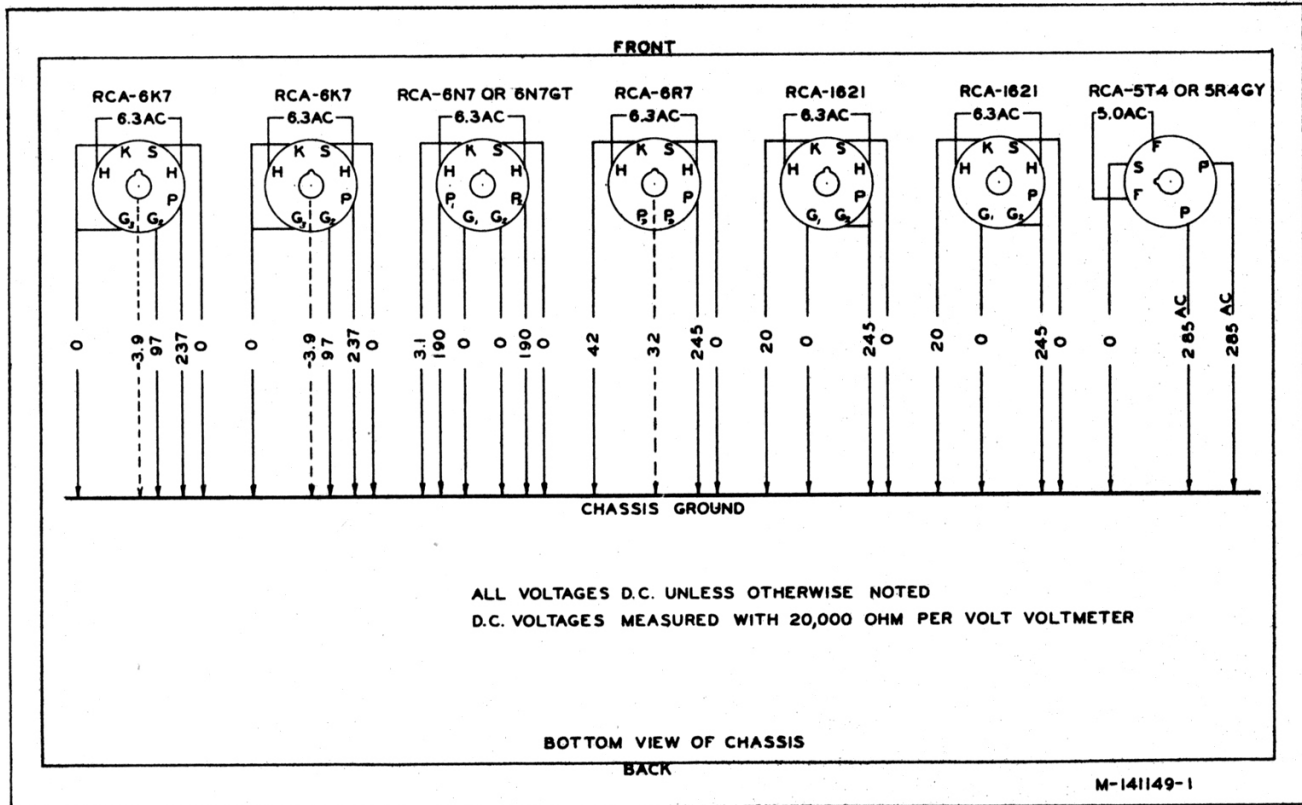 FRONT
RCA-6K7 RCA-6K7 RCA-6N7 OR 6N7GT RCA-6R7 RCA-1621 RCA-1621 RCA-5T4 OR 5R4GY
6.3AC 6.3AC 6.3AC 6.3AC 6.3AC 6.3AC 5.0AC
K S H H P G3 G2
K S H H P G3 G2
K S H H P1 P2 G1 G2
K S H H P PD PD
K S H H P G1 G2
K S H H P G1 G2
F S P F P
0 -3.9 97 237 0
0 -3.9 97 237 0
3.1 190 0 0 190 0
42 32 245 0
20 0 245 0
20 0 245 0
0 285 AC 285 AC
CHASSIS GROUND
ALL VOLTAGES D.C. UNLESS OTHERWISE NOTED
D.C. VOLTAGES MEASURED WITH 20,000 OHM PER VOLT VOLTMETER
BOTTOM VIEW OF CHASSIS
BACK
M-141149-1